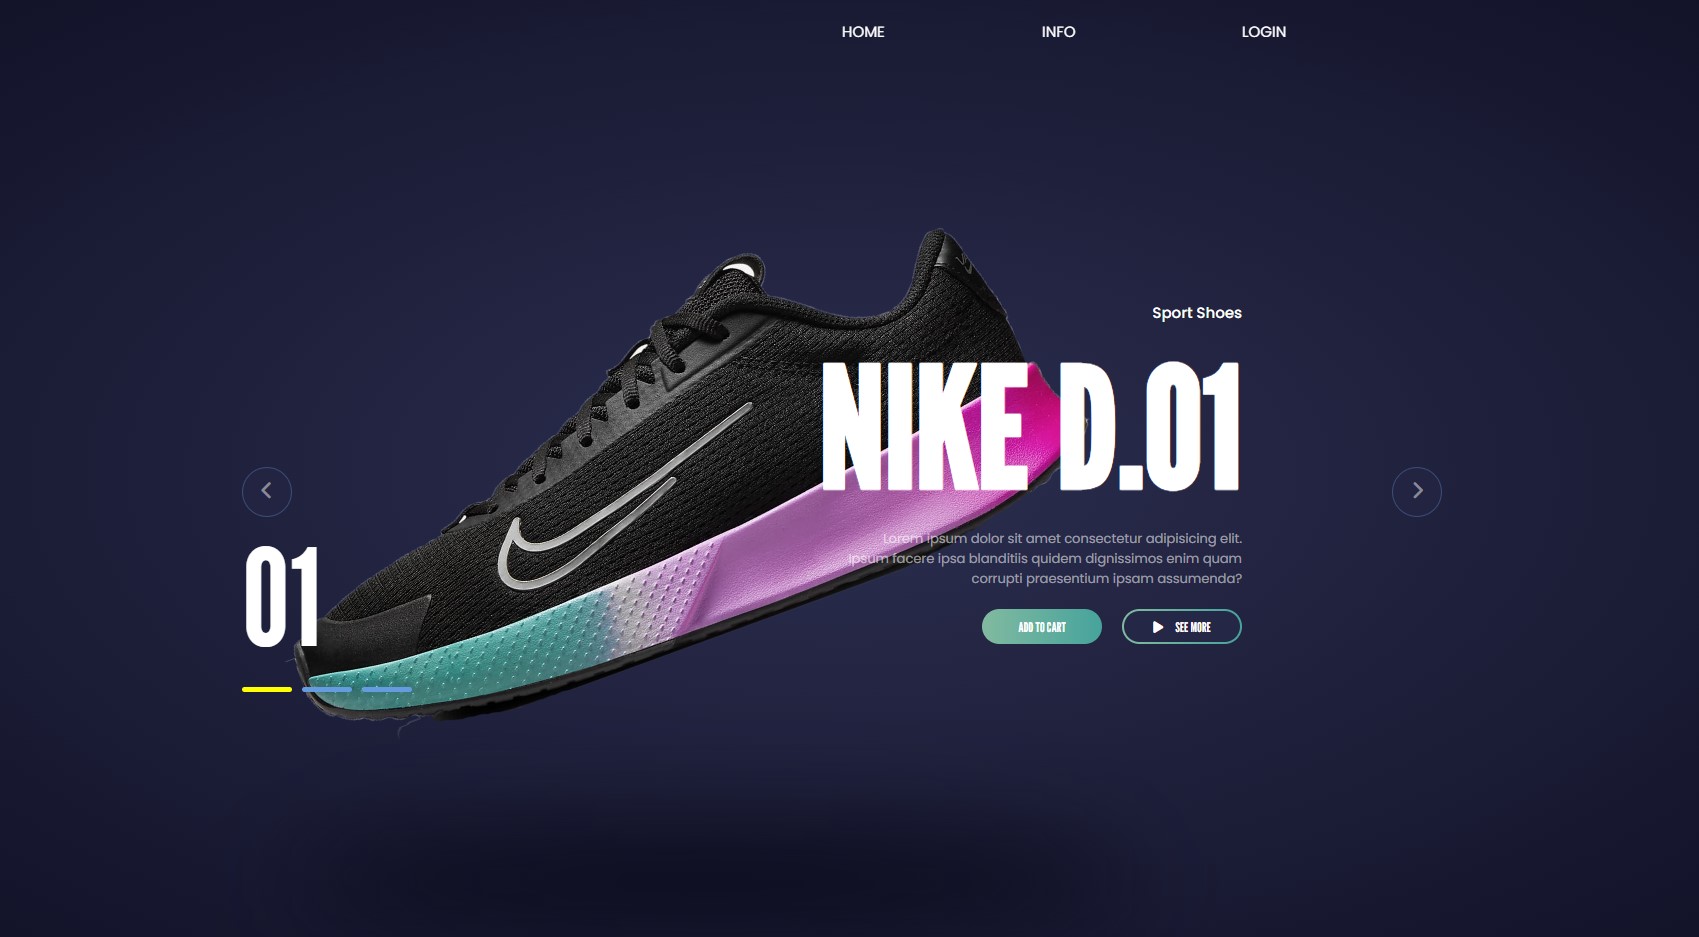 HOME INFO LOGIN
Sport Shoes
NIKE D.01
Lorem ipsum dolor sit amet consectetur adipisicing elit.
Ipsum facere ipsa blanditiis quidem dignissimos enim quam
corrupti praesentium ipsam assumenda?
ADD TO CART SEE MORE
01